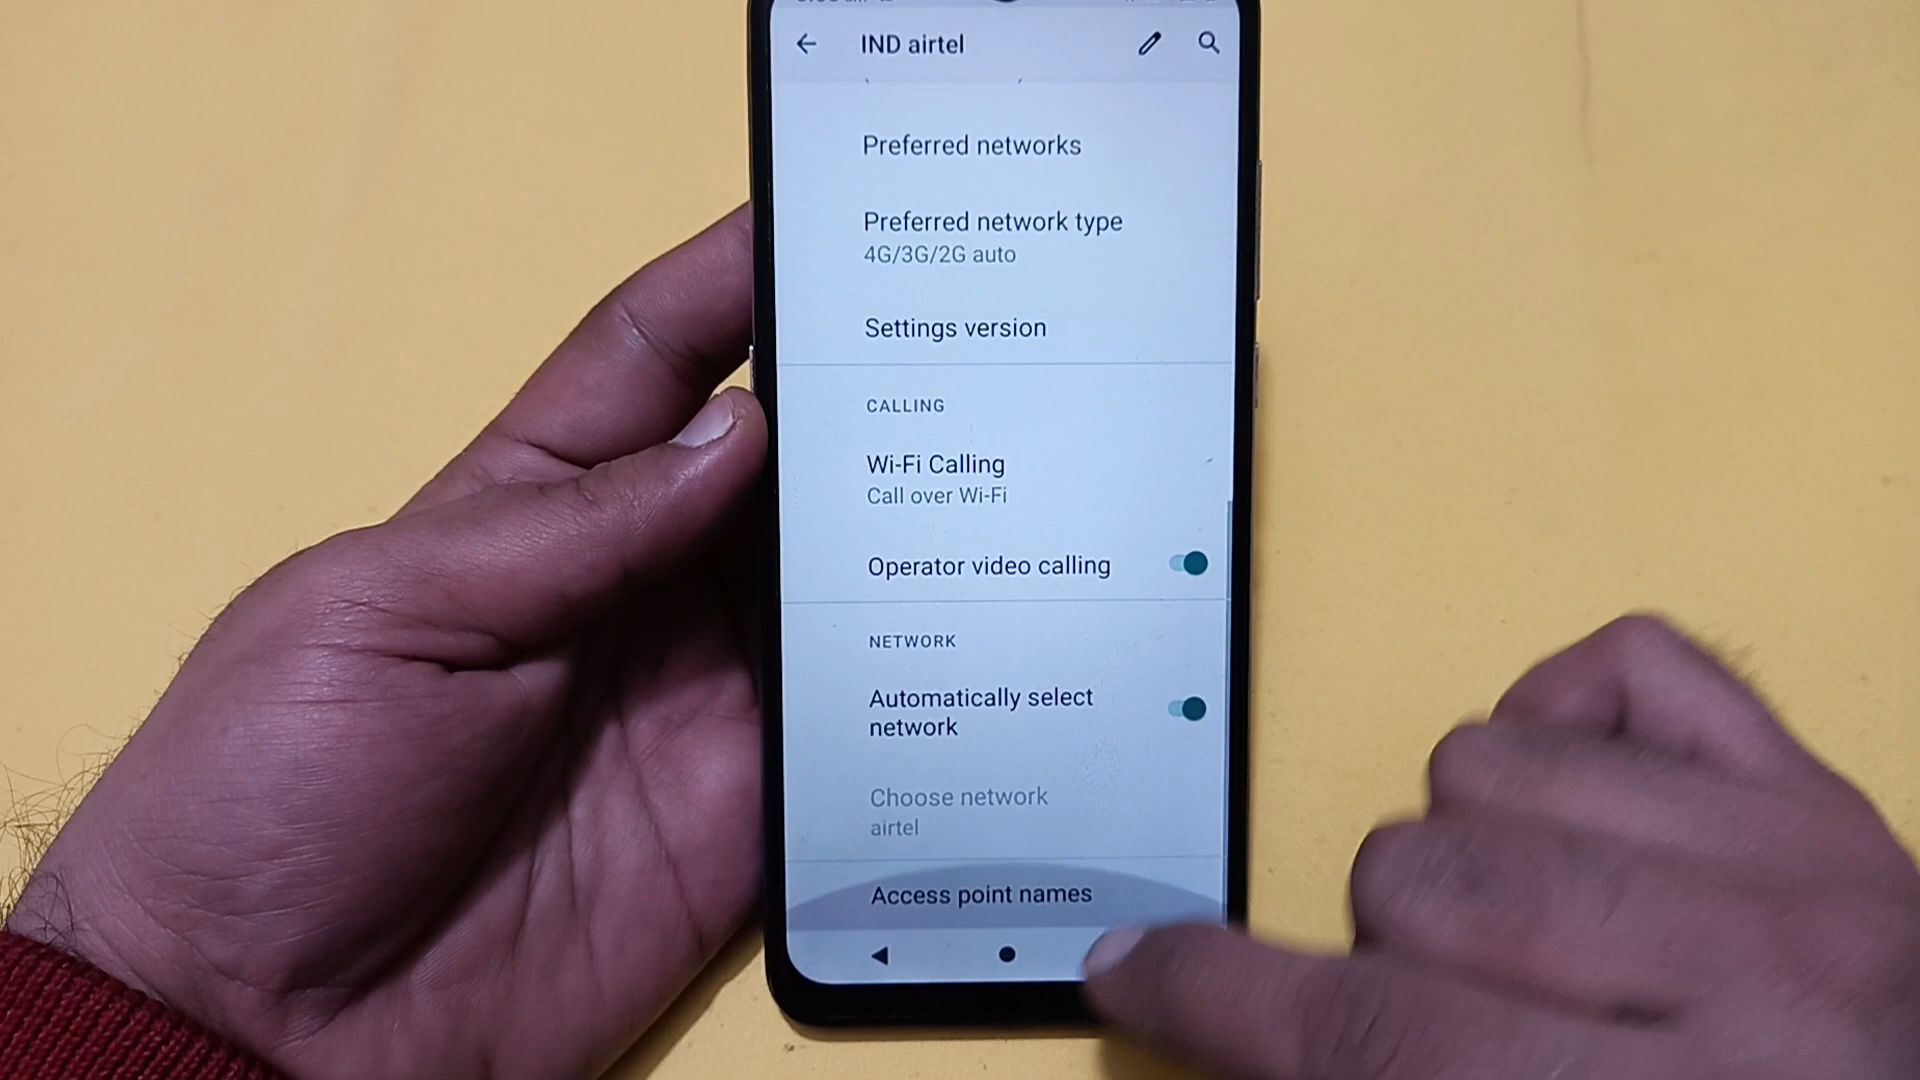 IND airtel
Preferred networks
Preferred network type
4G/3G/2G auto
Settings version
CALLING
Wi-Fi Calling
Call over Wi-Fi
Operator video calling
NETWORK
Automatically select
network
Choose network
airtel
Access point names